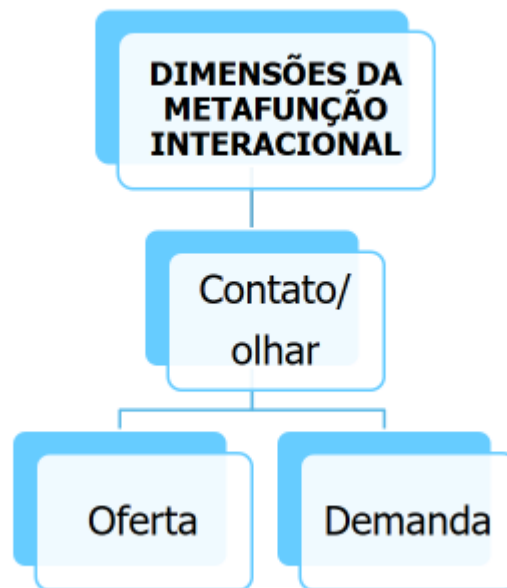 DIMENSÕES DA
METAFUNÇÃO
INTERACIONAL
Contato/
olhar
Oferta
Demanda